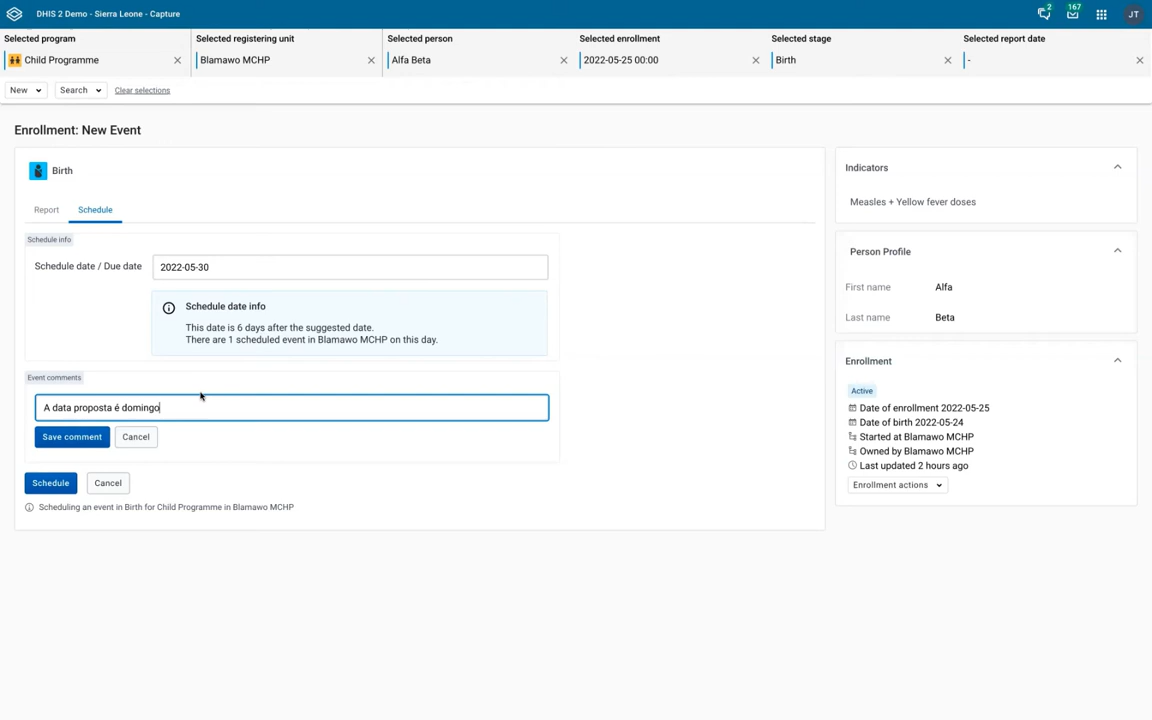 DHIS 2 Demo - Sierra Leone - Capture
2
167
JT
Selected program
Child Programme
Selected registering unit
Blamawo MCHP
Selected person
Alfa Beta
Selected enrollment
2022-05-25 00:00
Selected stage
Birth
Selected report date
-
New
Search
Clear selections
Enrollment: New Event
Birth
Report
Schedule
Schedule info
Schedule date / Due date
2022-05-30
Schedule date info
This date is 6 days after the suggested date.
There are 1 scheduled event in Blamawo MCHP on this day.
Event comments
A data proposta é domingo
Save comment
Cancel
Schedule
Cancel
Scheduling an event in Birth for Child Programme in Blamawo MCHP
Indicators
Measles + Yellow fever doses
Person Profile
First name
Alfa
Last name
Beta
Enrollment
Active
Date of enrollment 2022-05-25
Date of birth 2022-05-24
Started at Blamawo MCHP
Owned by Blamawo MCHP
Last updated 2 hours ago
Enrollment actions